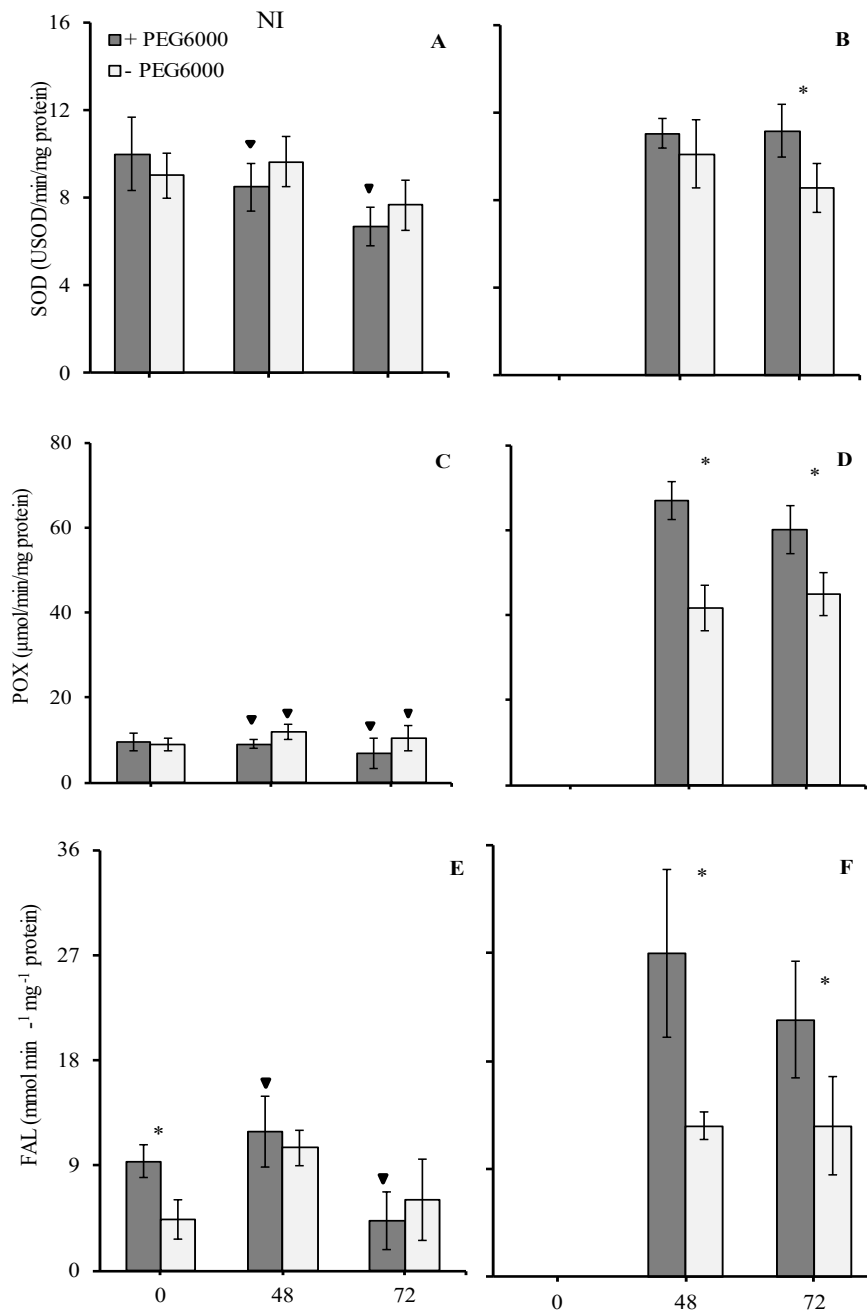 NI
16
+ PEG6000
- PEG6000
A
B
12
*
8
4
0
SOD (USOD/min/mg protein)
80
C
D
*
*
60
40
20
0
POX (µmol/min/mg protein)
36
E
F
*
27
*
18
*
9
0
FAL (mmol min -1 mg-1 protein)
0
48
72
0
48
72